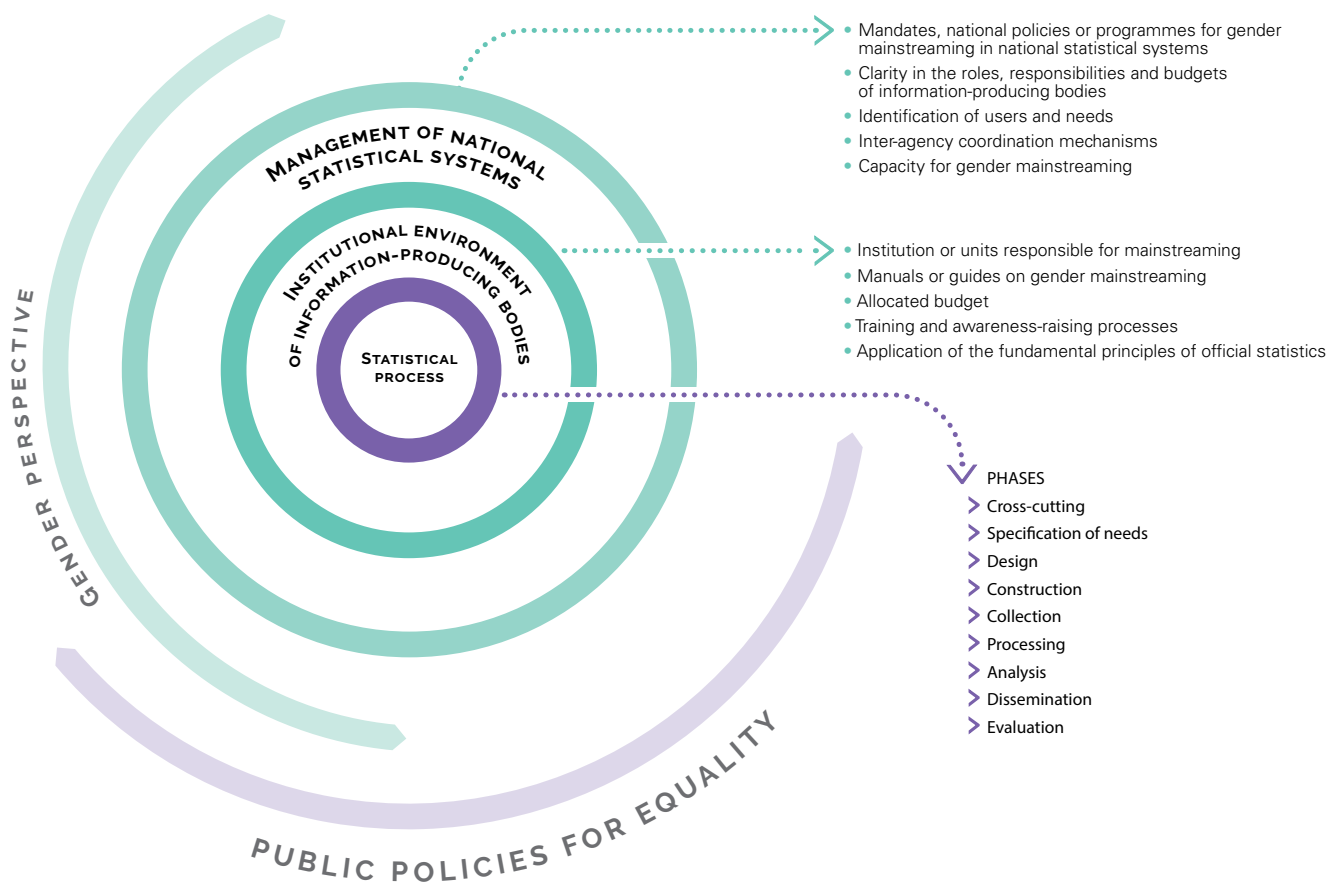 Mandates, national policies or programmes for gender
mainstreaming in national statistical systems
Clarity in the roles, responsibilities and budgets
of information-producing bodies
Identification of users and needs
Inter-agency coordination mechanisms
Capacity for gender mainstreaming
MANAGEMENT OF NATIONAL
STATISTICAL SYSTEMS
INSTITUTIONAL ENVIRONMENT
OF INFORMATION-PRODUCING BODIES
Institution or units responsible for mainstreaming
Manuals or guides on gender mainstreaming
Allocated budget
Training and awareness-raising processes
Application of the fundamental principles of official statistics
STATISTICAL
PROCESS
GENDER PERSPECTIVE
PHASES
Cross-cutting
Specification of needs
Design
Construction
Collection
Processing
Analysis
Dissemination
Evaluation
PUBLIC POLICIES FOR EQUALITY